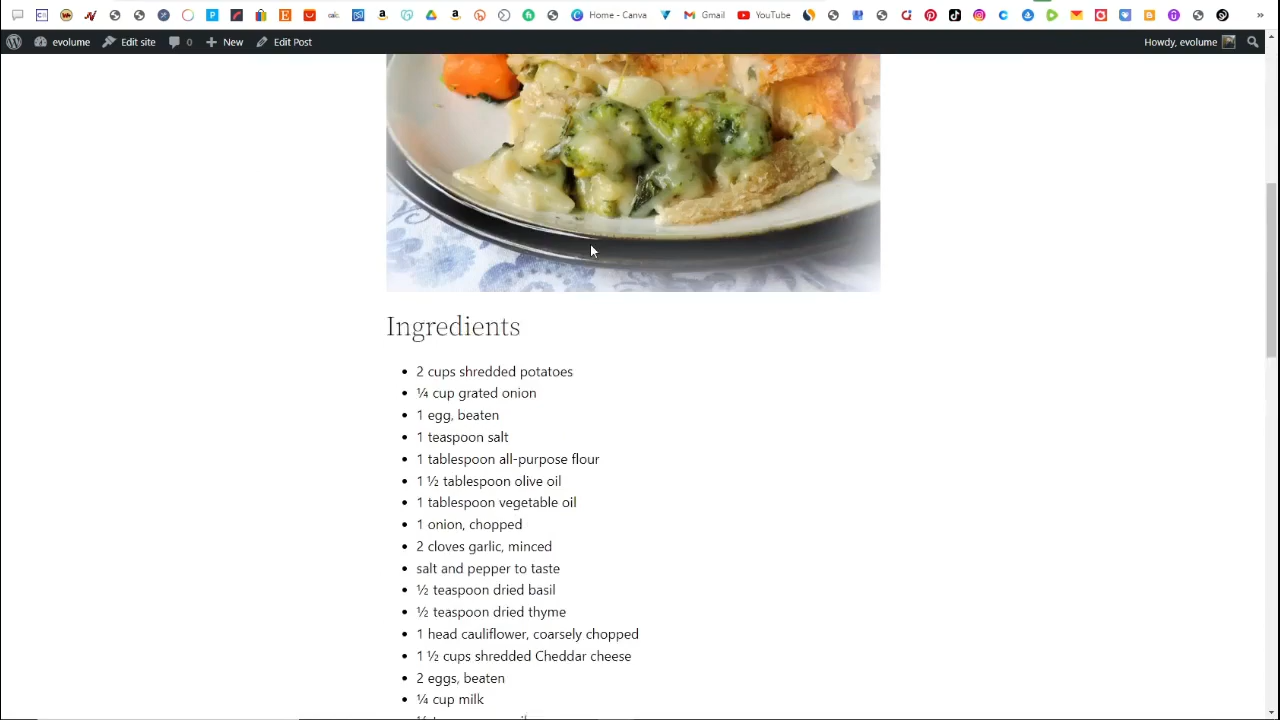 Home - Canva
Gmail
YouTube
»
evolume
Edit site
0
New
Edit Post
Howdy, evolume
Ingredients
2 cups shredded potatoes
¼ cup grated onion
1 egg, beaten
1 teaspoon salt
1 tablespoon all-purpose flour
1 ½ tablespoon olive oil
1 tablespoon vegetable oil
1 onion, chopped
2 cloves garlic, minced
salt and pepper to taste
½ teaspoon dried basil
½ teaspoon dried thyme
1 head cauliflower, coarsely chopped
1 ½ cups shredded Cheddar cheese
2 eggs, beaten
¼ cup milk